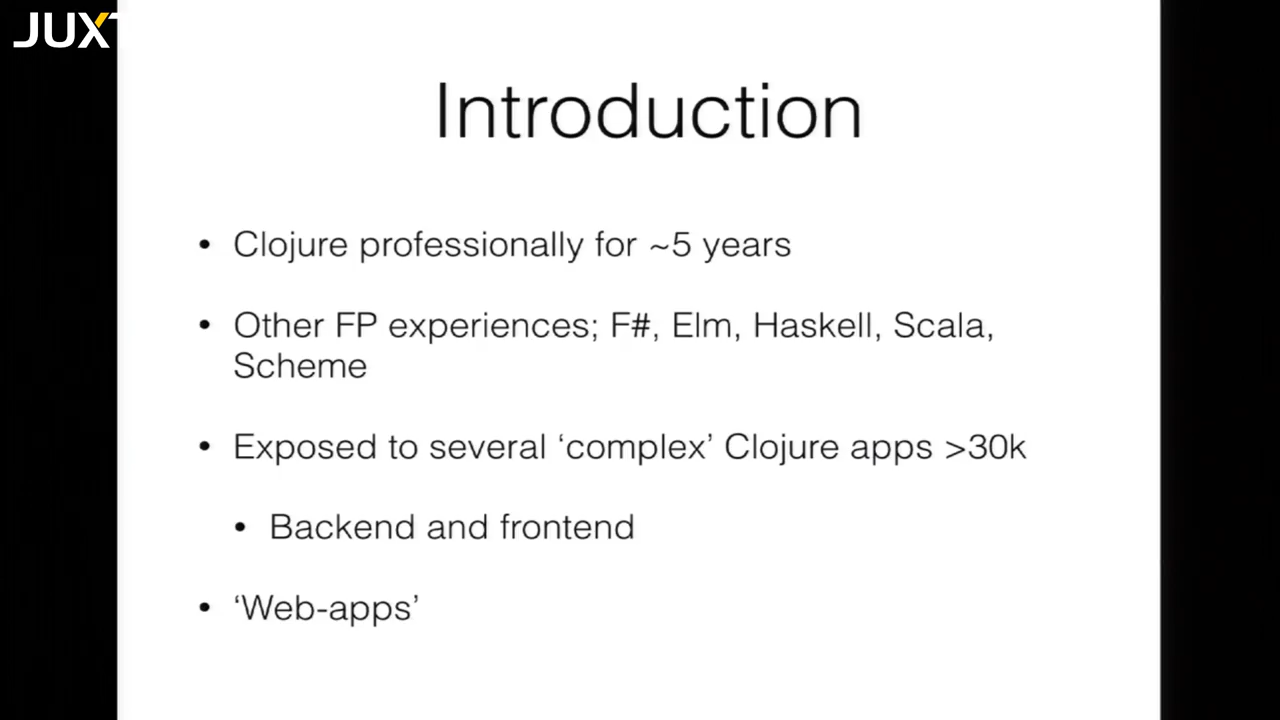 JUXT
Introduction
• Clojure professionally for ~5 years
• Other FP experiences; F#, Elm, Haskell, Scala,
Scheme
• Exposed to several ‘complex’ Clojure apps >30k
• Backend and frontend
• ‘Web-apps’